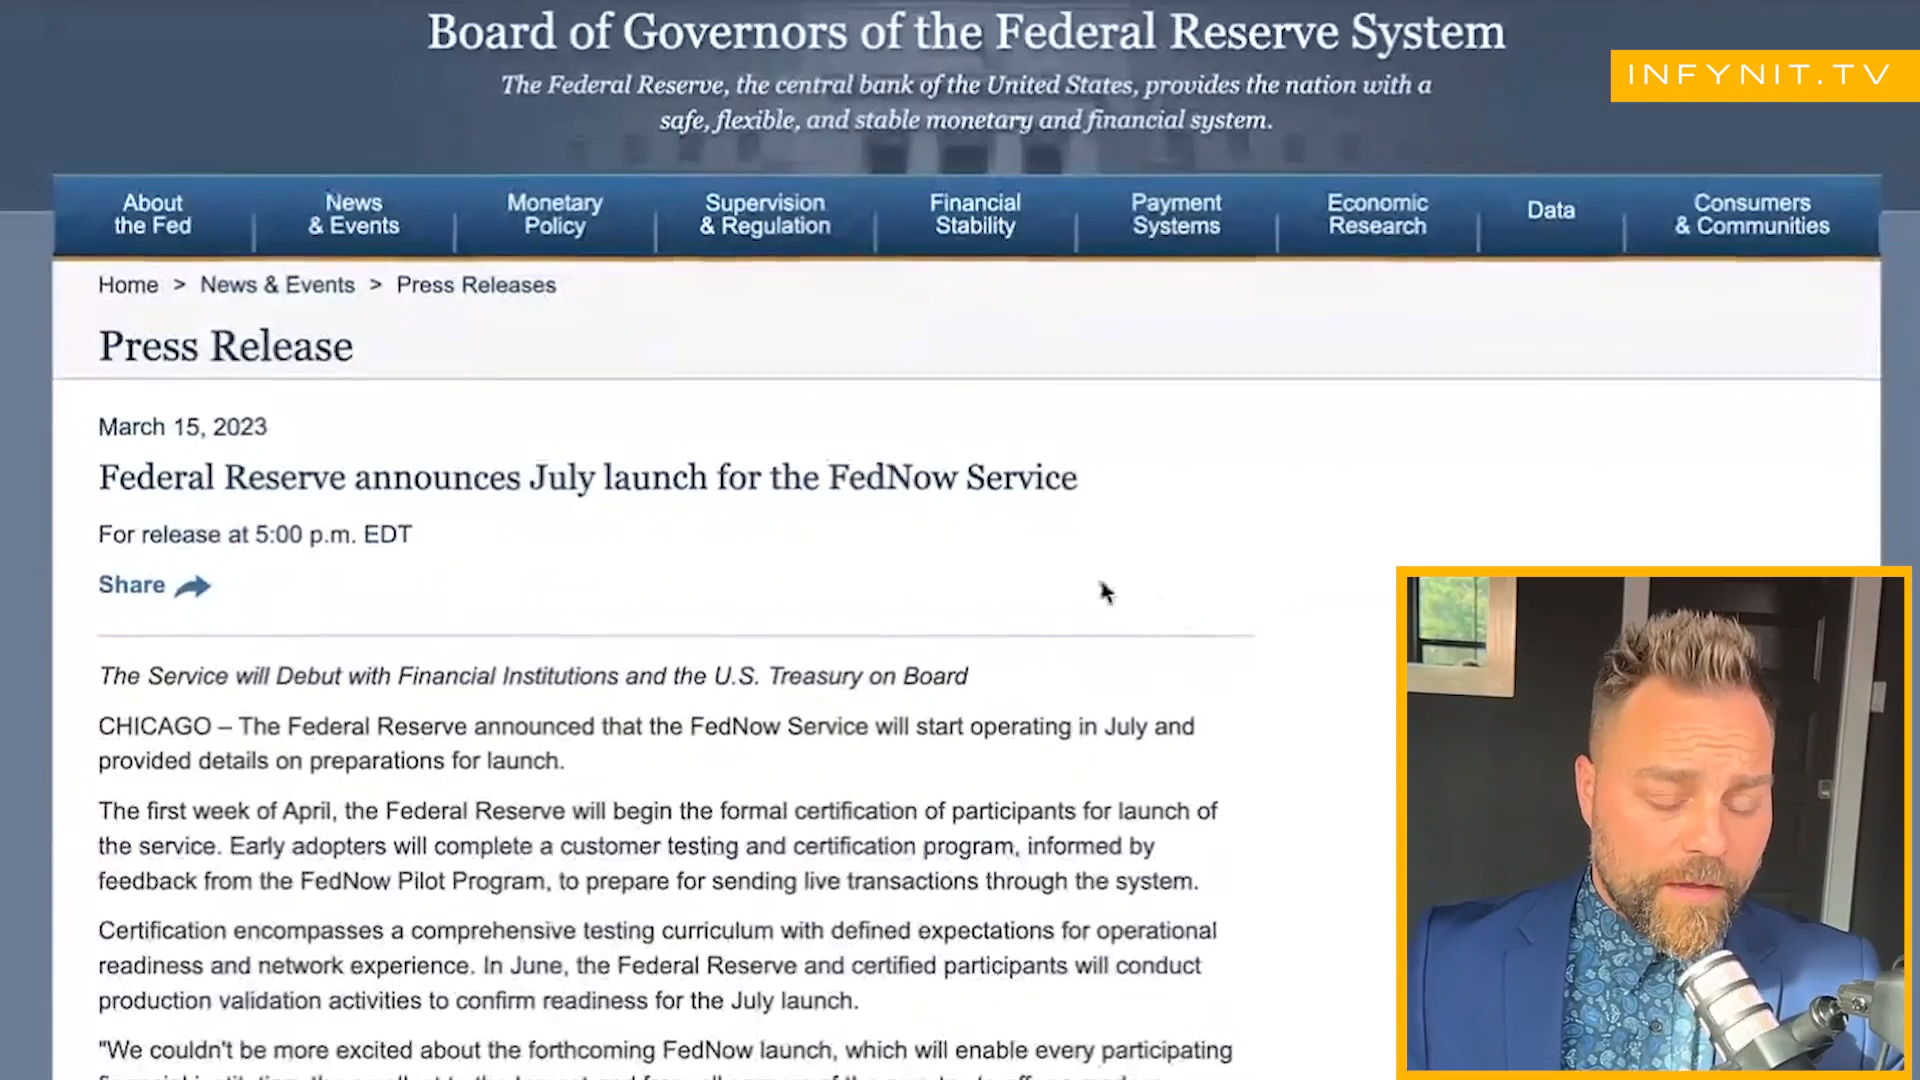 Board of Governors of the Federal Reserve System
The Federal Reserve, the central bank of the United States, provides the nation with a
safe, flexible, and stable monetary and financial system.
INFYNIT.TV
About
the Fed
News
& Events
Monetary
Policy
Supervision
& Regulation
Financial
Stability
Payment
Systems
Economic
Research
Data
Consumers
& Communities
Home > News & Events > Press Releases
Press Release
March 15, 2023
Federal Reserve announces July launch for the FedNow Service
For release at 5:00 p.m. EDT
Share
The Service will Debut with Financial Institutions and the U.S. Treasury on Board
CHICAGO – The Federal Reserve announced that the FedNow Service will start operating in July and
provided details on preparations for launch.
The first week of April, the Federal Reserve will begin the formal certification of participants for launch of
the service. Early adopters will complete a customer testing and certification program, informed by
feedback from the FedNow Pilot Program, to prepare for sending live transactions through the system.
Certification encompasses a comprehensive testing curriculum with defined expectations for operational
readiness and network experience. In June, the Federal Reserve and certified participants will conduct
production validation activities to confirm readiness for the July launch.
"We couldn't be more excited about the forthcoming FedNow launch, which will enable every participating